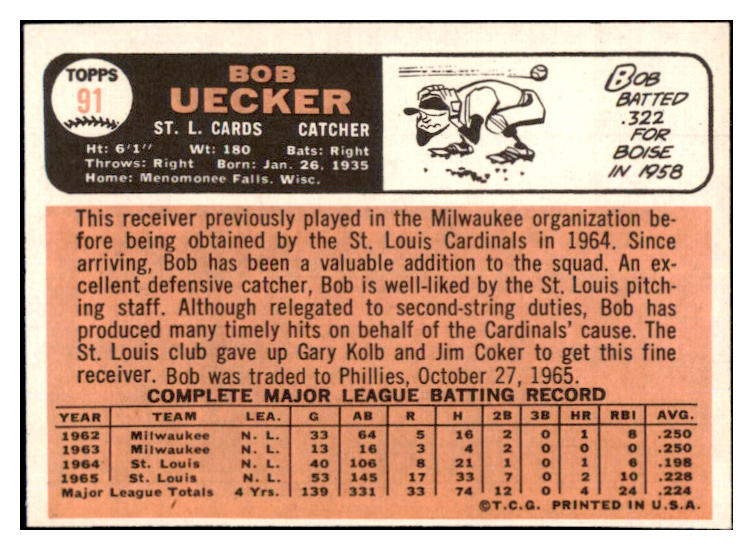 TOPPS
91
BOB
UECKER
ST. L. CARDS CATCHER
Ht: 6'1" Wt: 180 Bats: Right
Throws: Right Born: Jan. 26, 1935
Home: Menomonee Falls, Wisc.
BOB
BATTED
.322
FOR
BOISE
IN 1958
This receiver previously played in the Milwaukee organization be-
fore being obtained by the St. Louis Cardinals in 1964. Since
arriving, Bob has been a valuable addition to the squad. An ex-
cellent defensive catcher, Bob is well-liked by the St. Louis pitch-
ing staff. Although relegated to second-string duties, Bob has
produced many timely hits on behalf of the Cardinals' cause. The
St. Louis club gave up Gary Kolb and Jim Coker to get this fine
receiver. Bob was traded to Phillies, October 27, 1965.
COMPLETE MAJOR LEAGUE BATTING RECORD
YEAR TEAM LEA. G AB R H 2B 3B HR RBI AVG.
1962 Milwaukee N. L. 33 64 5 16 2 0 1 8 .250
1963 Milwaukee N. L. 13 16 3 4 2 0 0 0 .250
1964 St. Louis N. L. 40 106 8 21 1 0 1 6 .198
1965 St. Louis N. L. 53 145 17 33 7 0 2 10 .228
Major League Totals 4 Yrs. 139 331 33 74 12 0 4 24 .224
©T.C.G. PRINTED IN U.S.A.